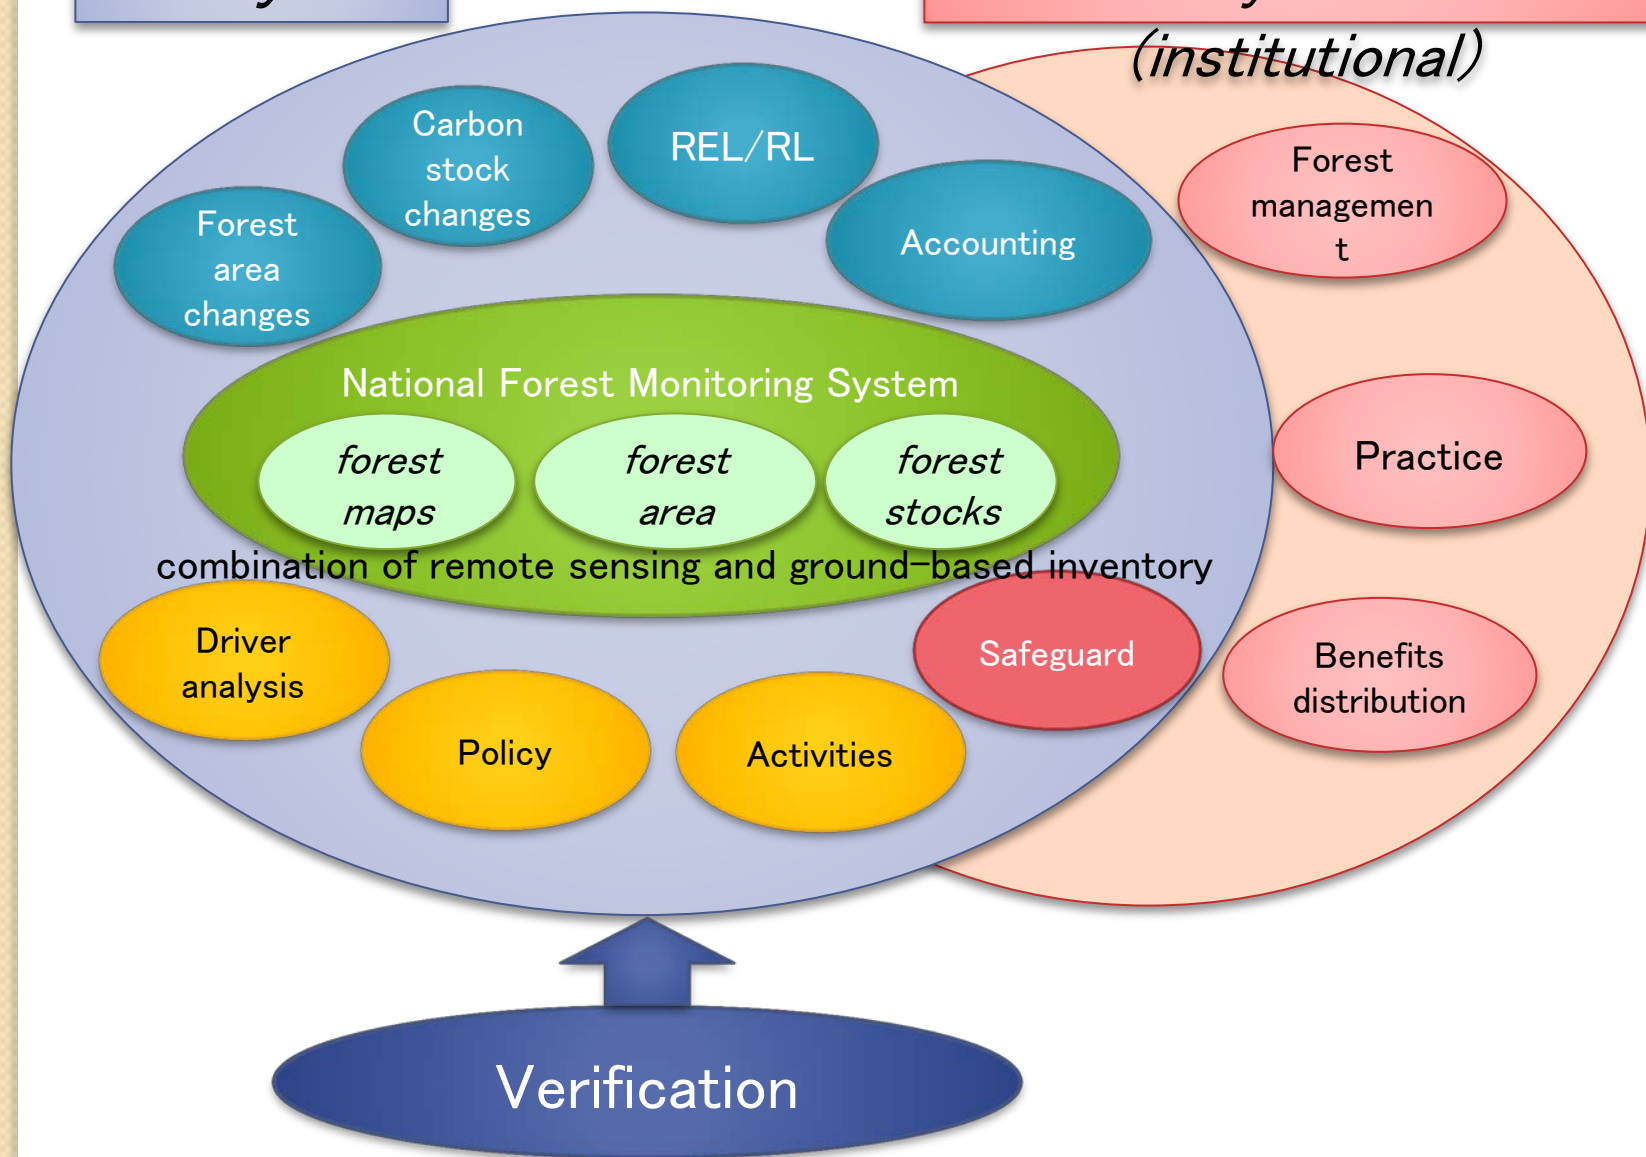 (institutional)
Carbon
stock
changes
REL/RL
Forest
managemen
t
Forest
area
changes
Accounting
National Forest Monitoring System
forest
maps
forest
area
forest
stocks
Practice
combination of remote sensing and ground-based inventory
Driver
analysis
Safeguard
Benefits
distribution
Policy
Activities
Verification